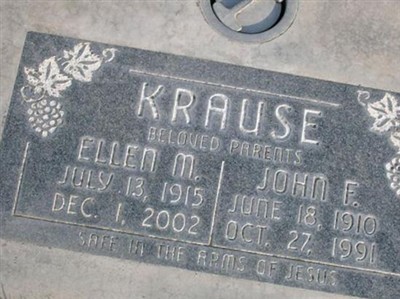 KRAUSE
BELOVED PARENTS
ELLEN M.
JULY 13, 1915
DEC. 1, 2002
JOHN F.
JUNE 18, 1910
OCT. 27, 1991
SAFE IN THE ARMS OF JESUS